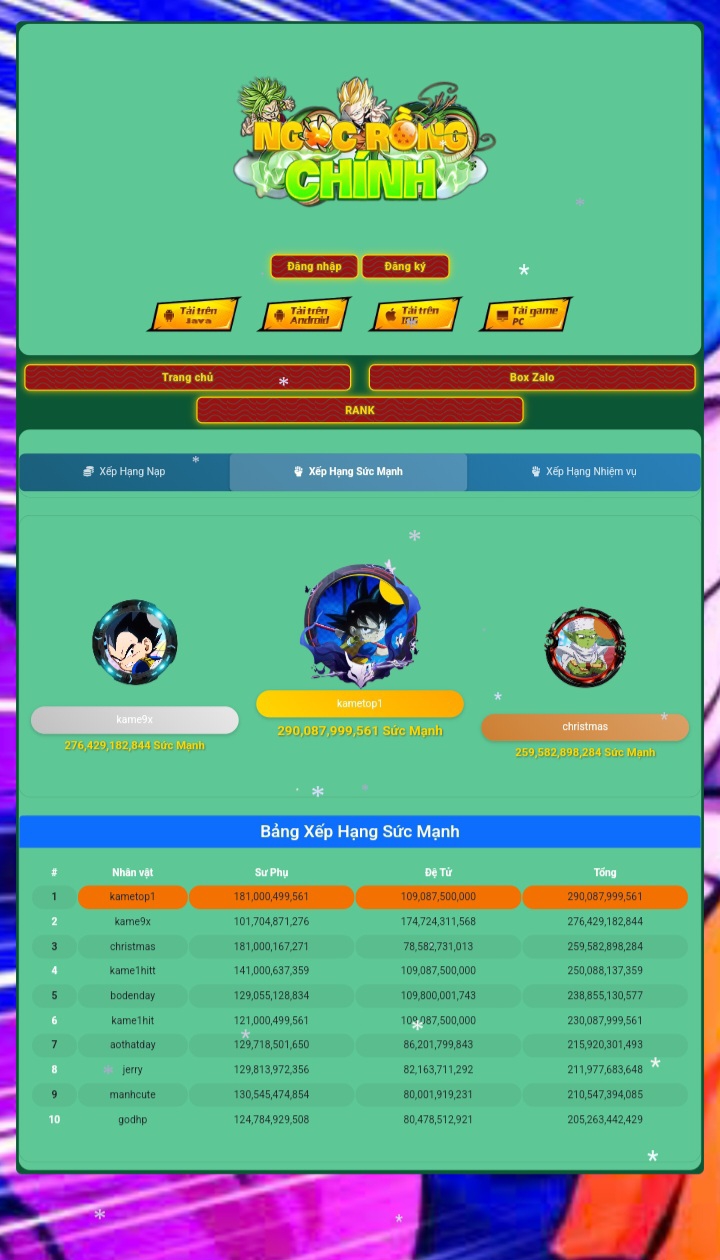 NGỌC RỒNG
CHÍNH
Đăng nhập Đăng ký
Tải trên Java
Tải trên Android
Tải trên IOS
Tải game PC
Trang chủ Box Zalo
RANK
Xếp Hạng Nạp Xếp Hạng Sức Mạnh Xếp Hạng Nhiệm vụ
kametop1
290,087,999,561 Sức Mạnh
kame9x
276,429,182,844 Sức Mạnh
christmas
259,582,898,284 Sức Mạnh
Bảng Xếp Hạng Sức Mạnh
# Nhân vật Sư Phụ Đệ Tử Tổng
1 kametop1 181,000,499,561 109,087,500,000 290,087,999,561
2 kame9x 101,704,871,276 174,724,311,568 276,429,182,844
3 christmas 181,000,167,271 78,582,731,013 259,582,898,284
4 kame1hitt 141,000,637,359 109,087,500,000 250,088,137,359
5 bodenday 129,055,128,834 109,800,001,743 238,855,130,577
6 kame1hit 121,000,499,561 109,087,500,000 230,087,999,561
7 aothatday 129,718,501,650 86,201,799,843 215,920,301,493
8 jerry 129,813,972,356 82,163,711,292 211,977,683,648
9 manhcute 130,545,474,854 80,001,919,231 210,547,394,085
10 godhp 124,784,929,508 80,478,512,921 205,263,442,429